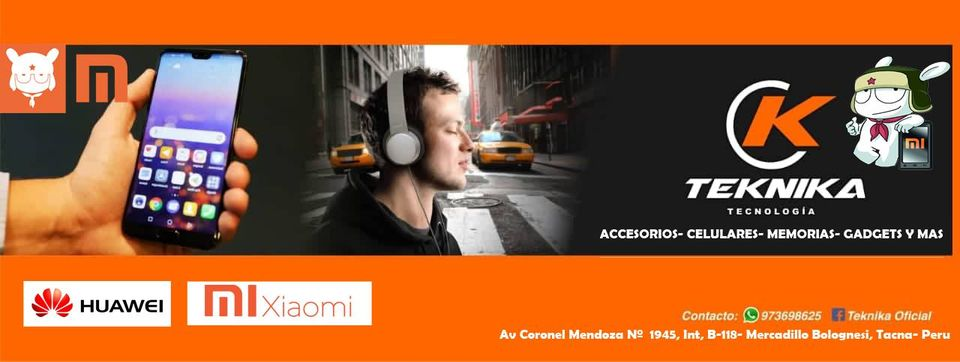 K
TEKNIKA
TECNOLOGÍA
ACCESORIOS- CELULARES- MEMORIAS- GADGETS Y MAS
HUAWEI
mi Xiaomi
Contacto: 973698625 Teknika Oficial
Av Coronel Mendoza Nº 1945, Int, B-118- Mercadillo Bolognesi, Tacna- Peru